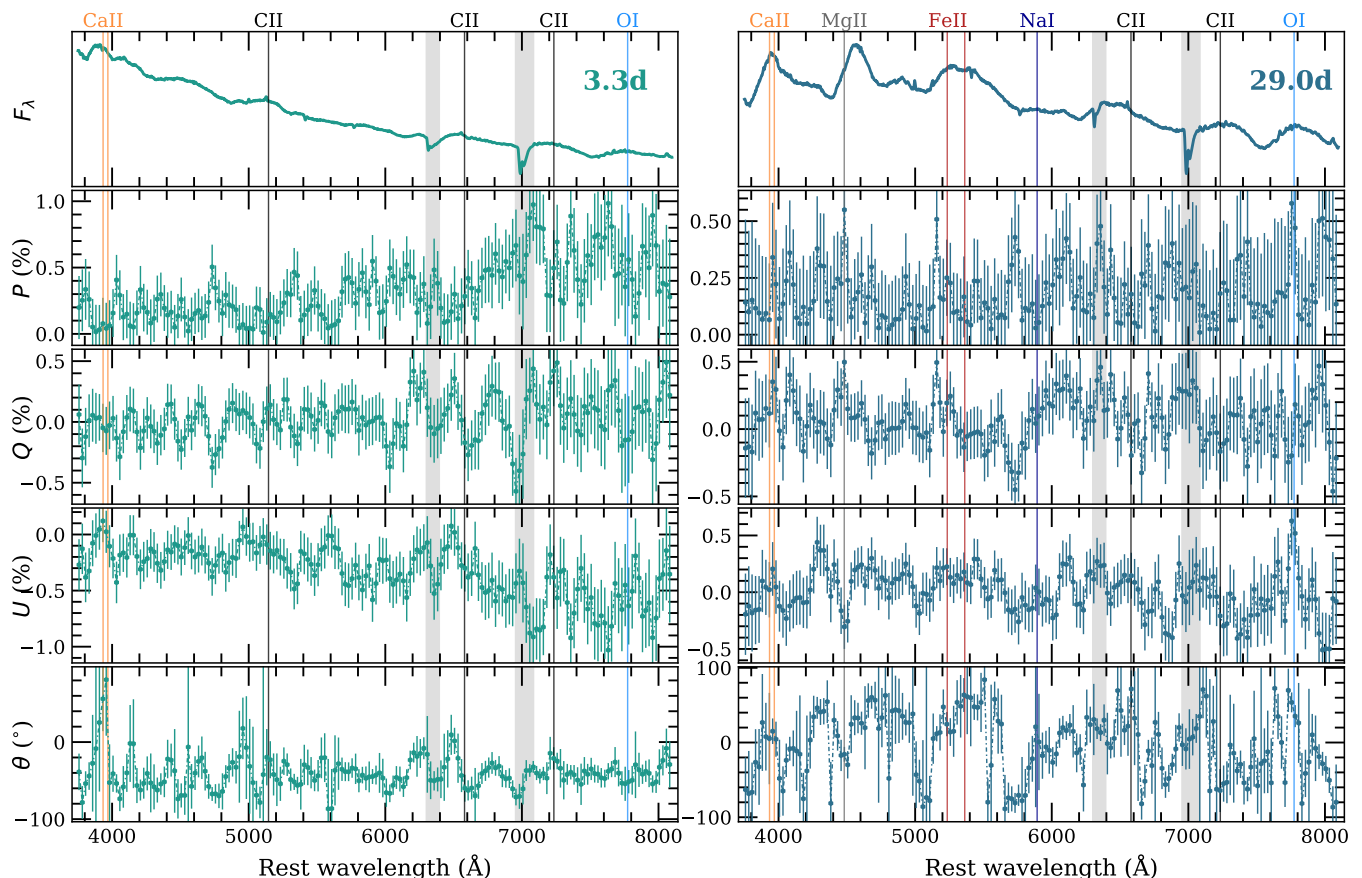 CaII CII CII CII OI
CaII MgII FeII NaI CII CII OI
F_λ
3.3d
29.0d
P (%)
1.0
0.5
0.0
0.50
0.25
0.00
Q (%)
0.5
0.0
−0.5
0.5
0.0
−0.5
U (%)
0.0
−0.5
−1.0
0.5
0.0
−0.5
θ (°)
0
−100
100
0
−100
4000 5000 6000 7000 8000
4000 5000 6000 7000 8000
Rest wavelength (Å)
Rest wavelength (Å)